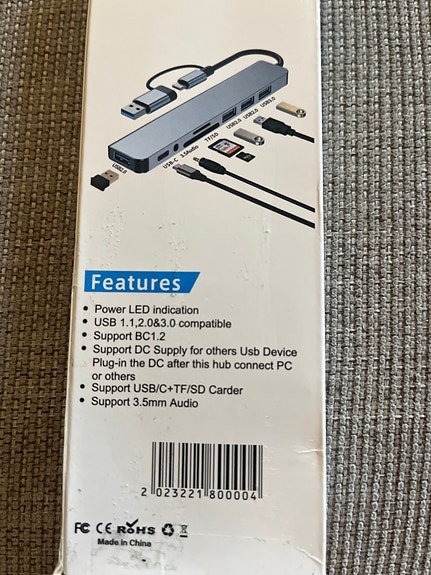 USB3.0
USB-C
3.5Audio
TF/SD
USB2.0
USB2.0
USB2.0
Features
• Power LED indication
• USB 1.1,2.0&3.0 compatible
• Support BC1.2
• Support DC Supply for others Usb Device
Plug-in the DC after this hub connect PC
or others
• Support USB/C+TF/SD Carder
• Support 3.5mm Audio
2 023221 800004
FC CE RoHS
Made in China